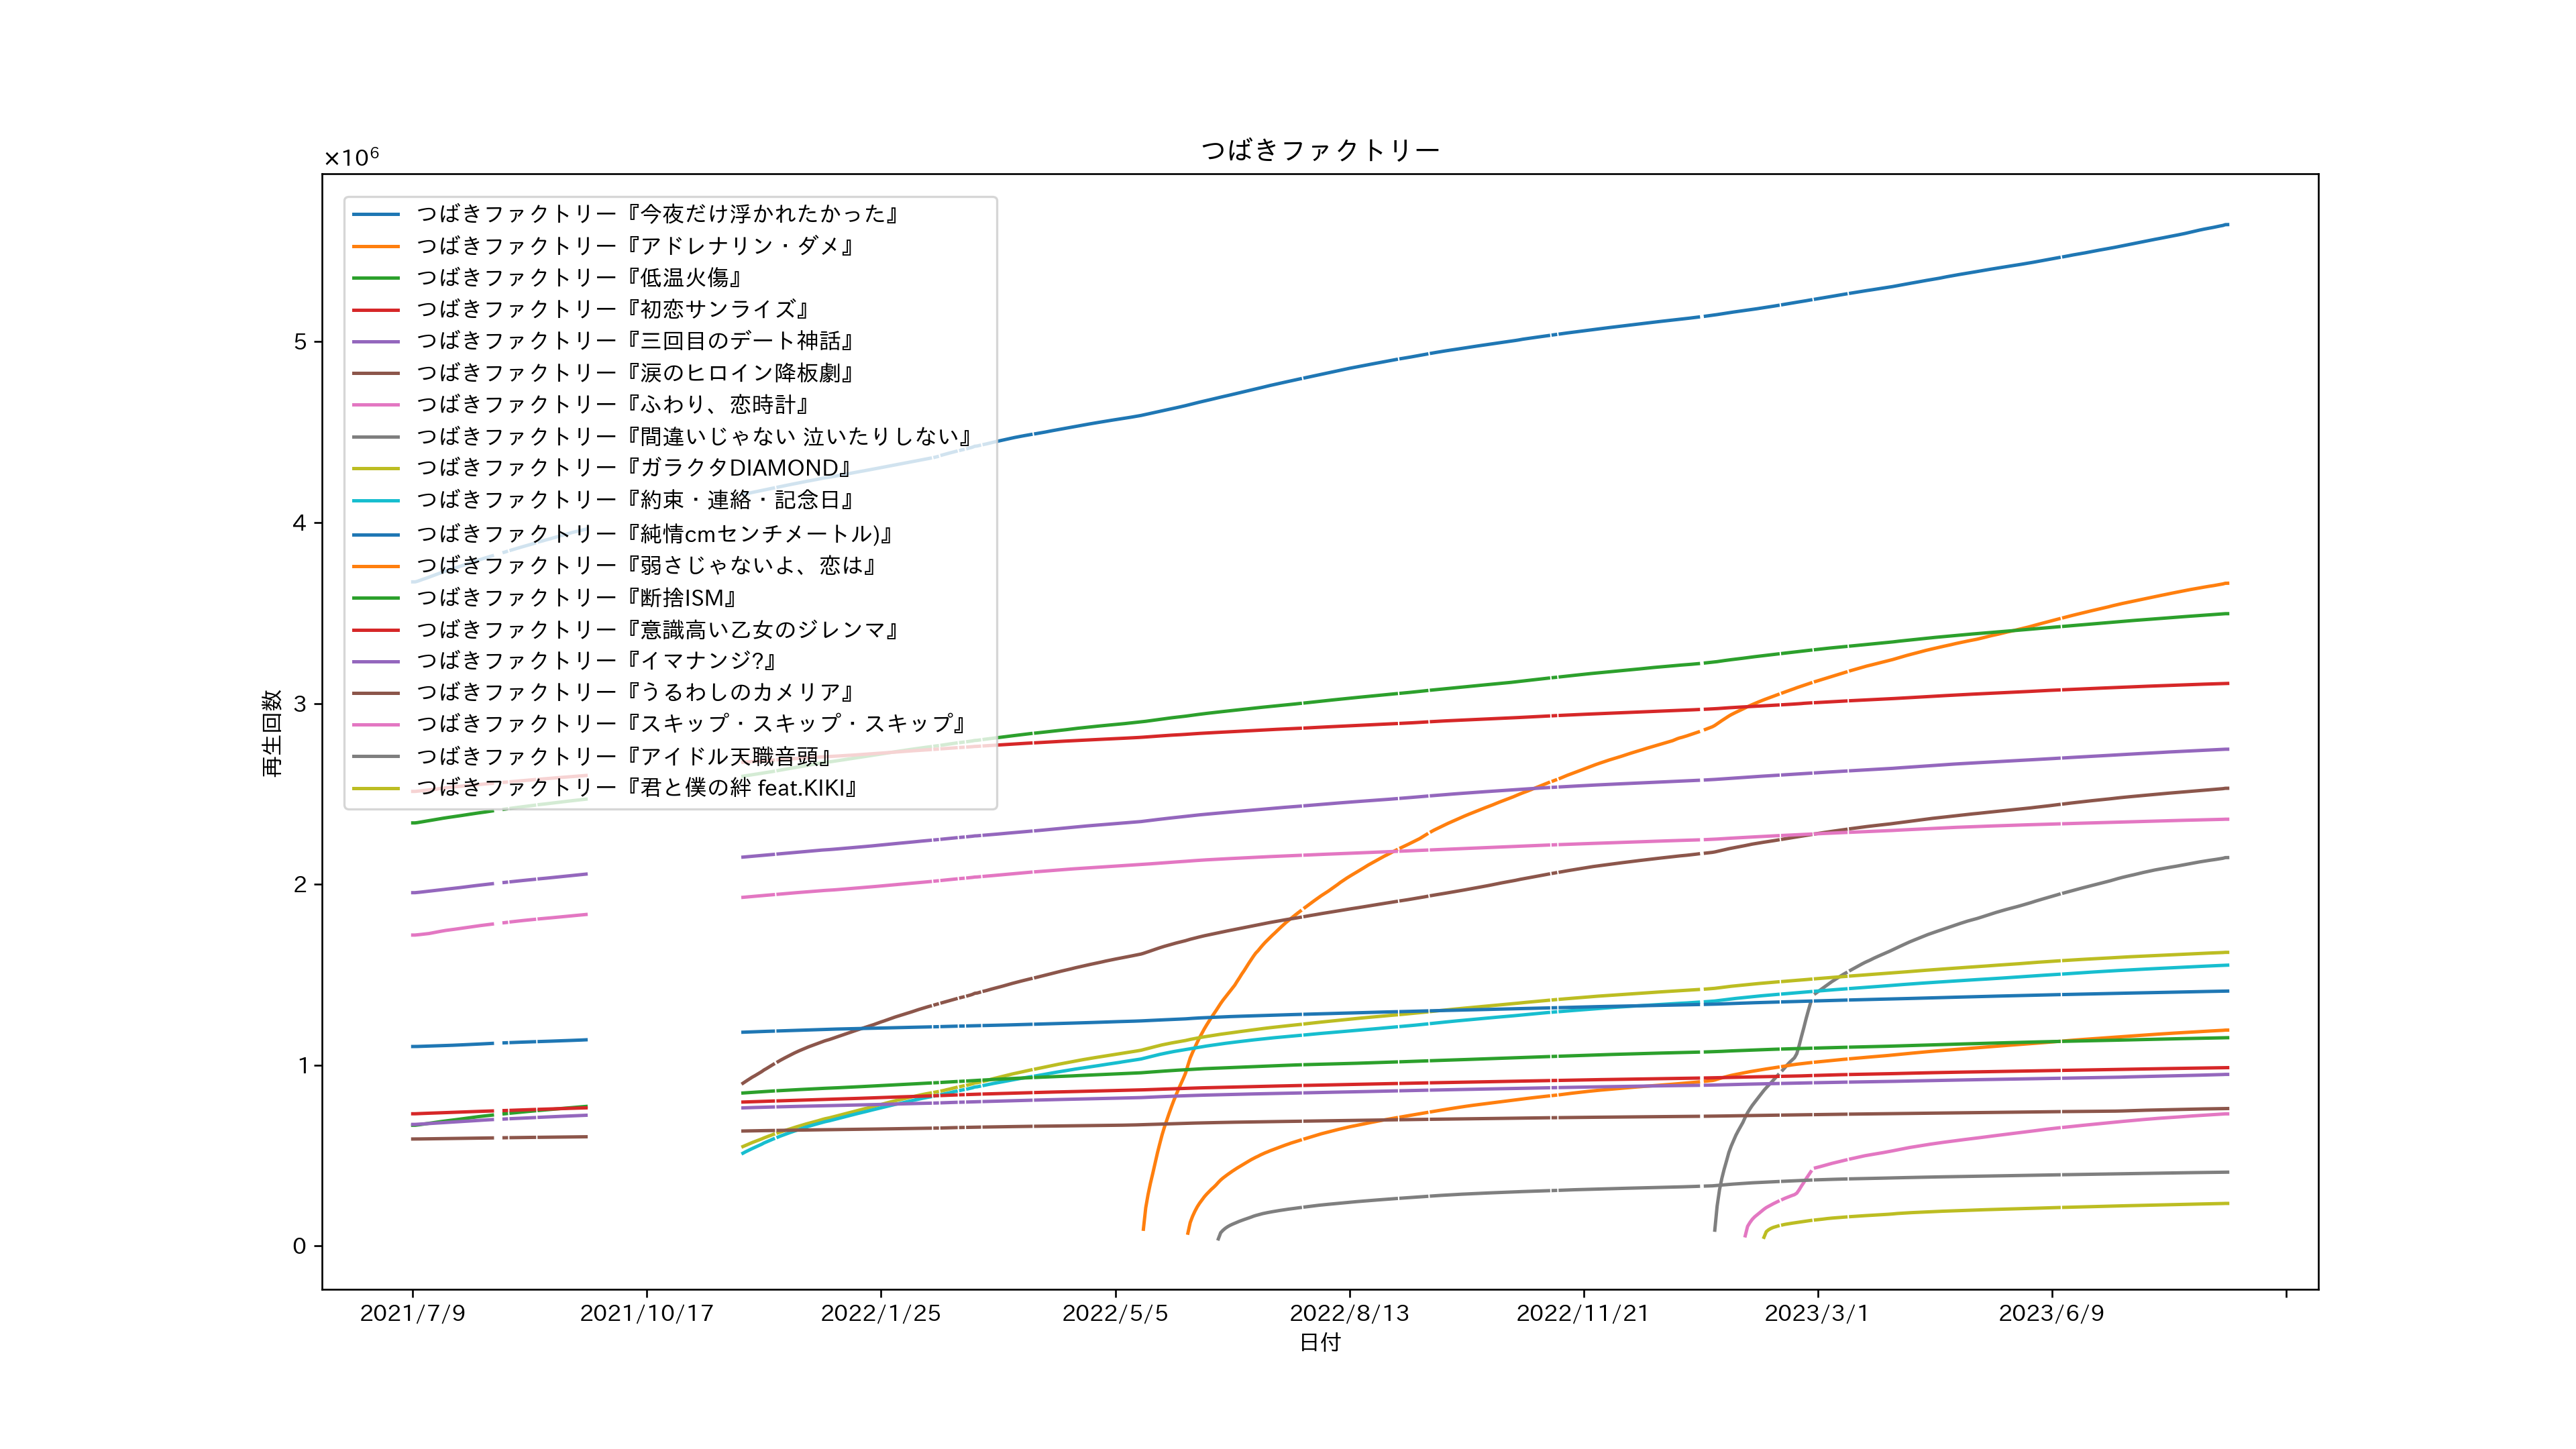 つばきファクトリー
×10⁶
つばきファクトリー『今夜だけ浮かれたかった』
つばきファクトリー『アドレナリン・ダメ』
つばきファクトリー『低温火傷』
つばきファクトリー『初恋サンライズ』
つばきファクトリー『三回目のデート神話』
つばきファクトリー『涙のヒロイン降板劇』
つばきファクトリー『ふわり、恋時計』
つばきファクトリー『間違いじゃない 泣いたりしない』
つばきファクトリー『ガラクタDIAMOND』
つばきファクトリー『約束・連絡・記念日』
つばきファクトリー『純情cmセンチメートル)』
つばきファクトリー『弱さじゃないよ、恋は』
つばきファクトリー『断捨ISM』
つばきファクトリー『意識高い乙女のジレンマ』
つばきファクトリー『イマナンジ?』
つばきファクトリー『うるわしのカメリア』
つばきファクトリー『スキップ・スキップ・スキップ』
つばきファクトリー『アイドル天職音頭』
つばきファクトリー『君と僕の絆 feat.KIKI』
5
4
3
2
1
0
再生回数
2021/7/9
2021/10/17
2022/1/25
2022/5/5
2022/8/13
2022/11/21
2023/3/1
2023/6/9
日付